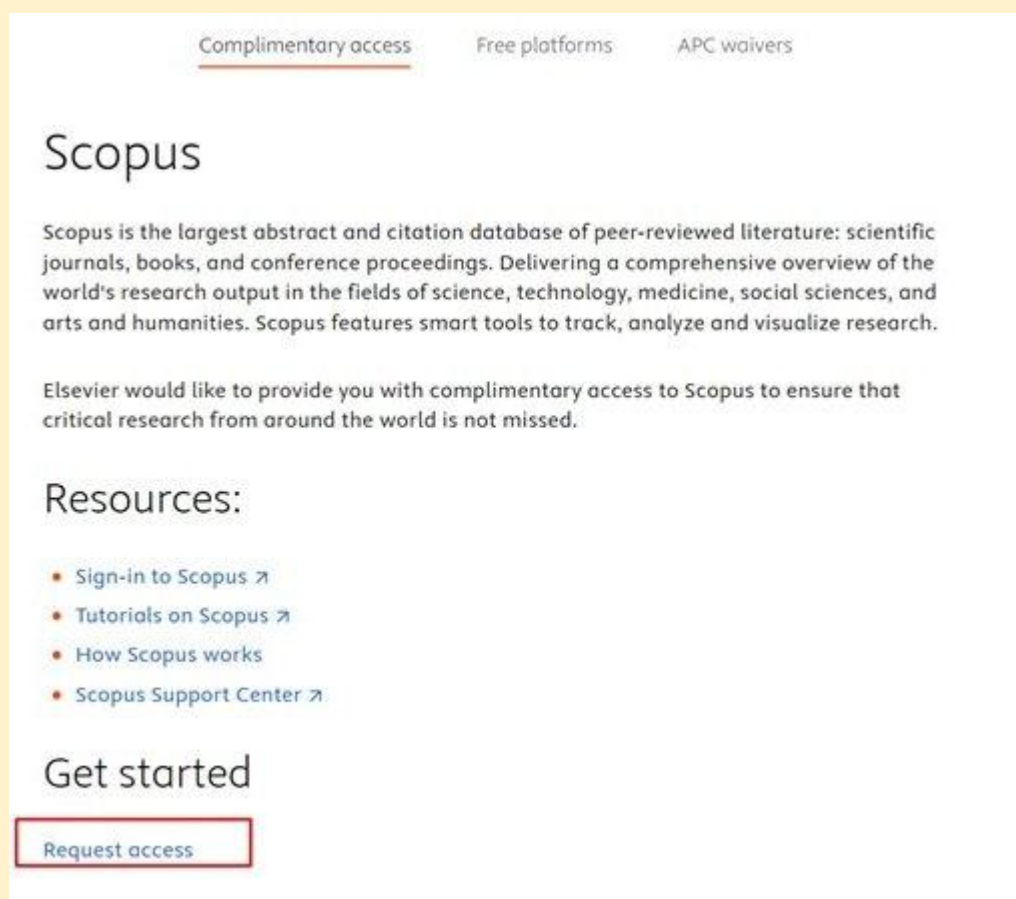 Complimentary access Free platforms APC waivers
Scopus
Scopus is the largest abstract and citation database of peer-reviewed literature: scientific
journals, books, and conference proceedings. Delivering a comprehensive overview of the
world's research output in the fields of science, technology, medicine, social sciences, and
arts and humanities. Scopus features smart tools to track, analyze and visualize research.
Elsevier would like to provide you with complimentary access to Scopus to ensure that
critical research from around the world is not missed.
Resources:
• Sign-in to Scopus ↗
• Tutorials on Scopus ↗
• How Scopus works
• Scopus Support Center ↗
Get started
Request access